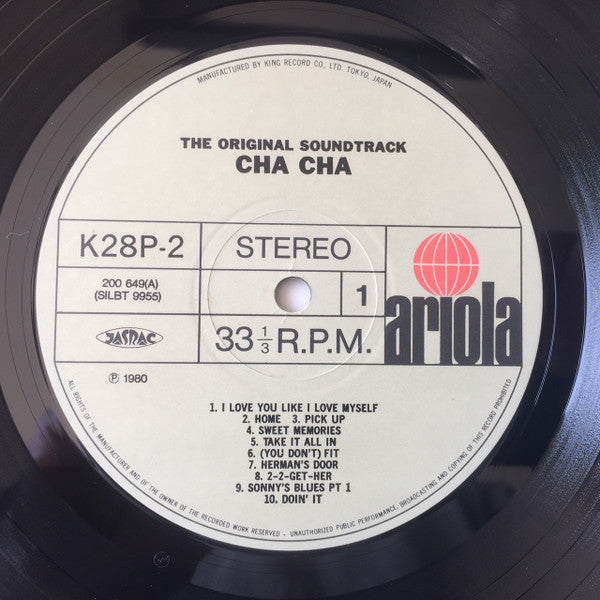 MANUFACTURED BY KING RECORD CO., LTD. TOKYO, JAPAN
THE ORIGINAL SOUNDTRACK
CHA CHA
K28P-2
STEREO
200 649(A)
(SILBT 9955)
1
ariola
JASRAC
33 1/3 R.P.M.
℗ 1980
1. I LOVE YOU LIKE I LOVE MYSELF
2. HOME 3. PICK UP
4. SWEET MEMORIES
5. TAKE IT ALL IN
6. (YOU DON'T) FIT
7. HERMAN'S DOOR
8. 2-2-GET-HER
9. SONNY'S BLUES PT 1
10. DOIN' IT
ALL RIGHTS OF THE MANUFACTURER AND OF THE OWNER OF THE RECORDED WORK RESERVED - UNAUTHORIZED PUBLIC PERFORMANCE, BROADCASTING AND COPYING OF THIS RECORD PROHIBITED